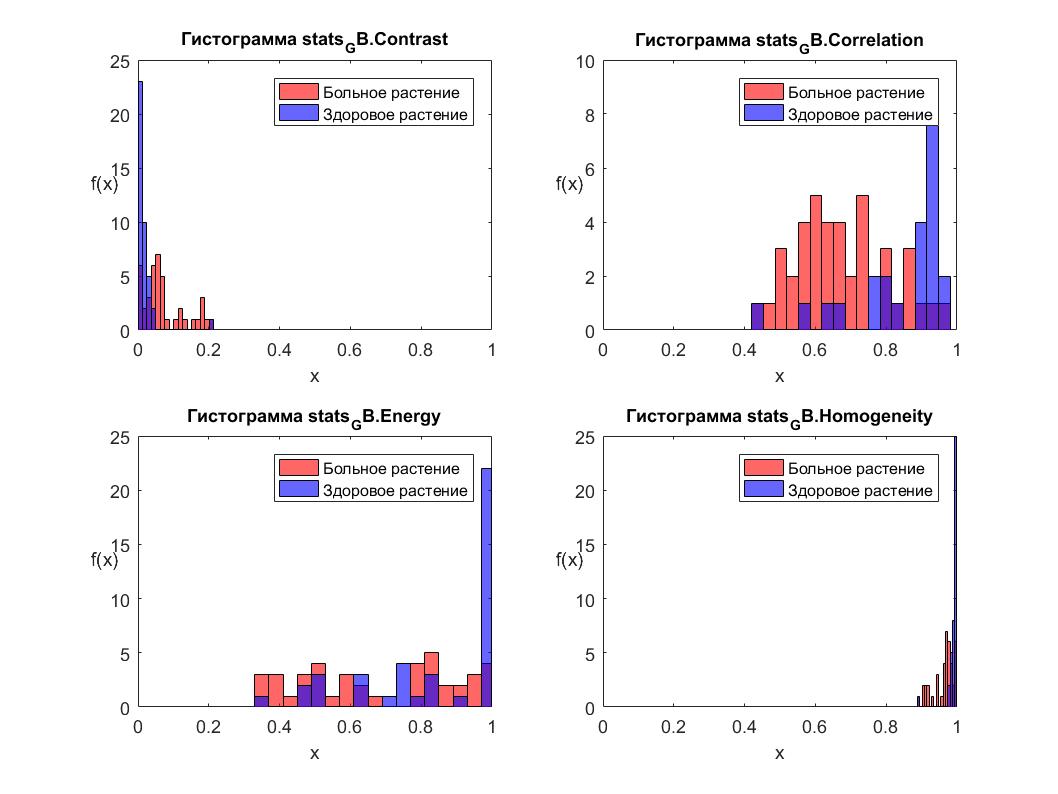 Гистограмма stats_GB.Contrast
25
20
15
10
5
0
f(x)
Больное растение
Здоровое растение
0 0.2 0.4 0.6 0.8 1
x
Гистограмма stats_GB.Correlation
10
8
6
4
2
0
f(x)
Больное растение
Здоровое растение
0 0.2 0.4 0.6 0.8 1
x
Гистограмма stats_GB.Energy
25
20
15
10
5
0
f(x)
Больное растение
Здоровое растение
0 0.2 0.4 0.6 0.8 1
x
Гистограмма stats_GB.Homogeneity
25
20
15
10
5
0
f(x)
Больное растение
Здоровое растение
0 0.2 0.4 0.6 0.8 1
x